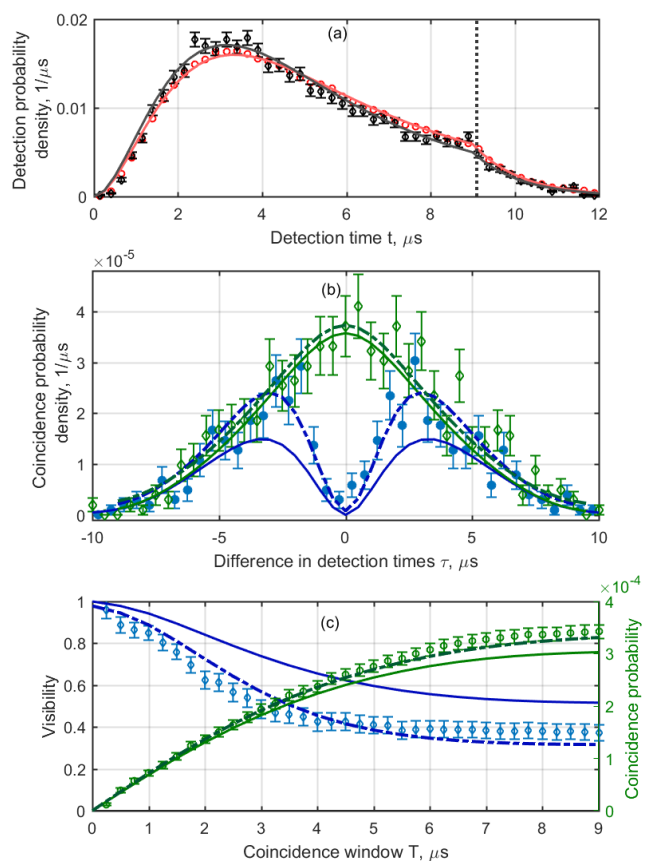 (a)
Detection probability
density, 1/μs
0.02
0.01
0
0 2 4 6 8 10 12
Detection time t, μs
×10⁻⁵
(b)
Coincidence probability
density, 1/μs
4
3
2
1
0
-10 -5 0 5 10
Difference in detection times τ, μs
(c)
Visibility
1
0.8
0.6
0.4
0.2
0
×10⁻⁴
4
3
2
1
0
Coincidence probability
0 1 2 3 4 5 6 7 8 9
Coincidence window T, μs